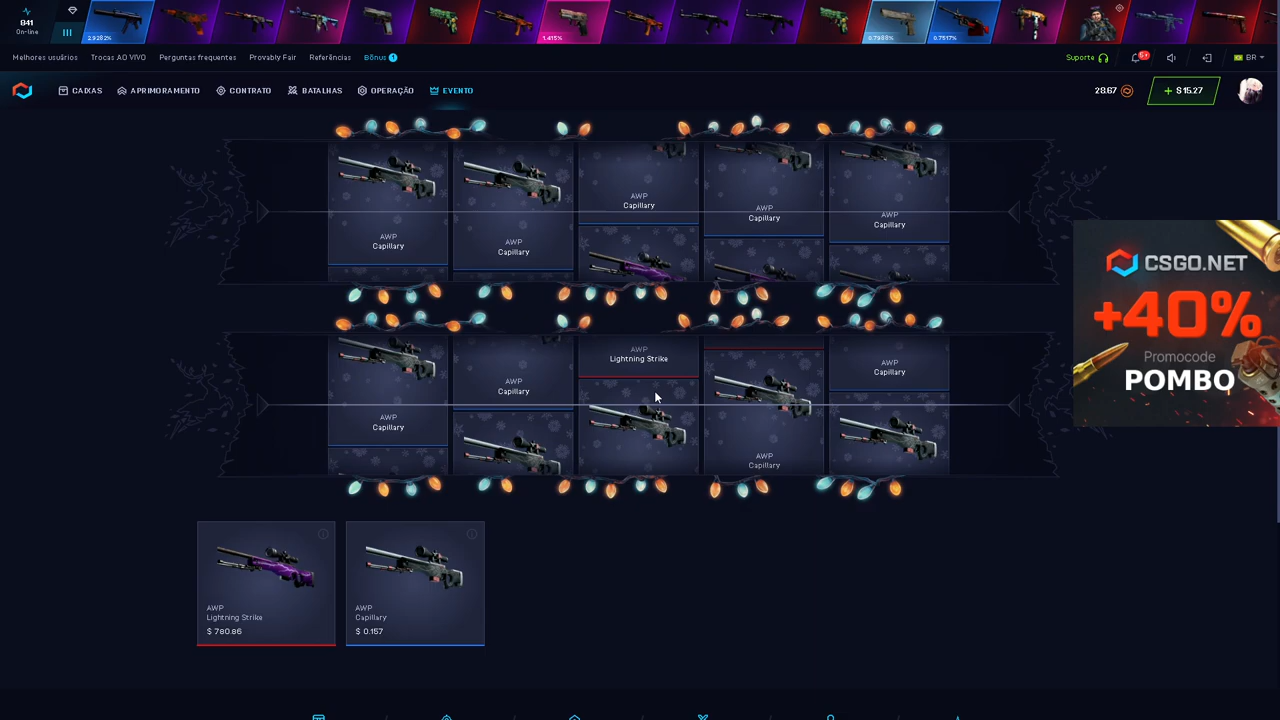 841
On-line
2.9282%
1.415%
0.7988%
0.7517%
Melhores usuários
Trocas AO VIVO
Perguntas frequentes
Provably Fair
Referências
Bônus 1
Suporte
5+
BR
CAIXAS
APRIMORAMENTO
CONTRATO
BATALHAS
OPERAÇÃO
EVENTO
28.67
+ $ 15.27
AWP
Capillary
AWP
Capillary
AWP
Capillary
AWP
Capillary
AWP
Capillary
AWP
Capillary
AWP
Capillary
AWP
Lightning Strike
AWP
Capillary
AWP
Capillary
CSGO.NET
+40%
Promocode
POMBO
AWP
Lightning Strike
$ 780.86
AWP
Capillary
$ 0.157